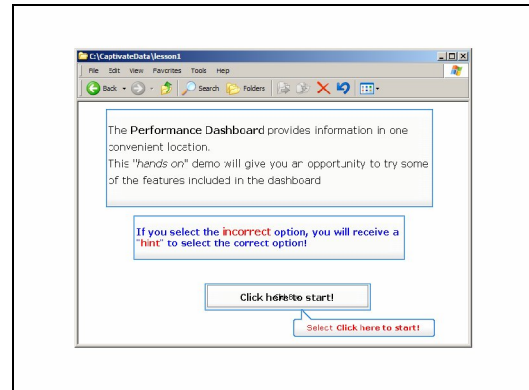 C:\CaptivateData\lesson1
File Edit View Favorites Tools Help
Back Search Folders
The Performance Dashboard provides information in one
convenient location.
This "hands on" demo will give you an opportunity to try some
of the features included in the dashboard
If you select the incorrect option, you will receive a
"hint" to select the correct option!
Click here to start!
Select Click here to start!